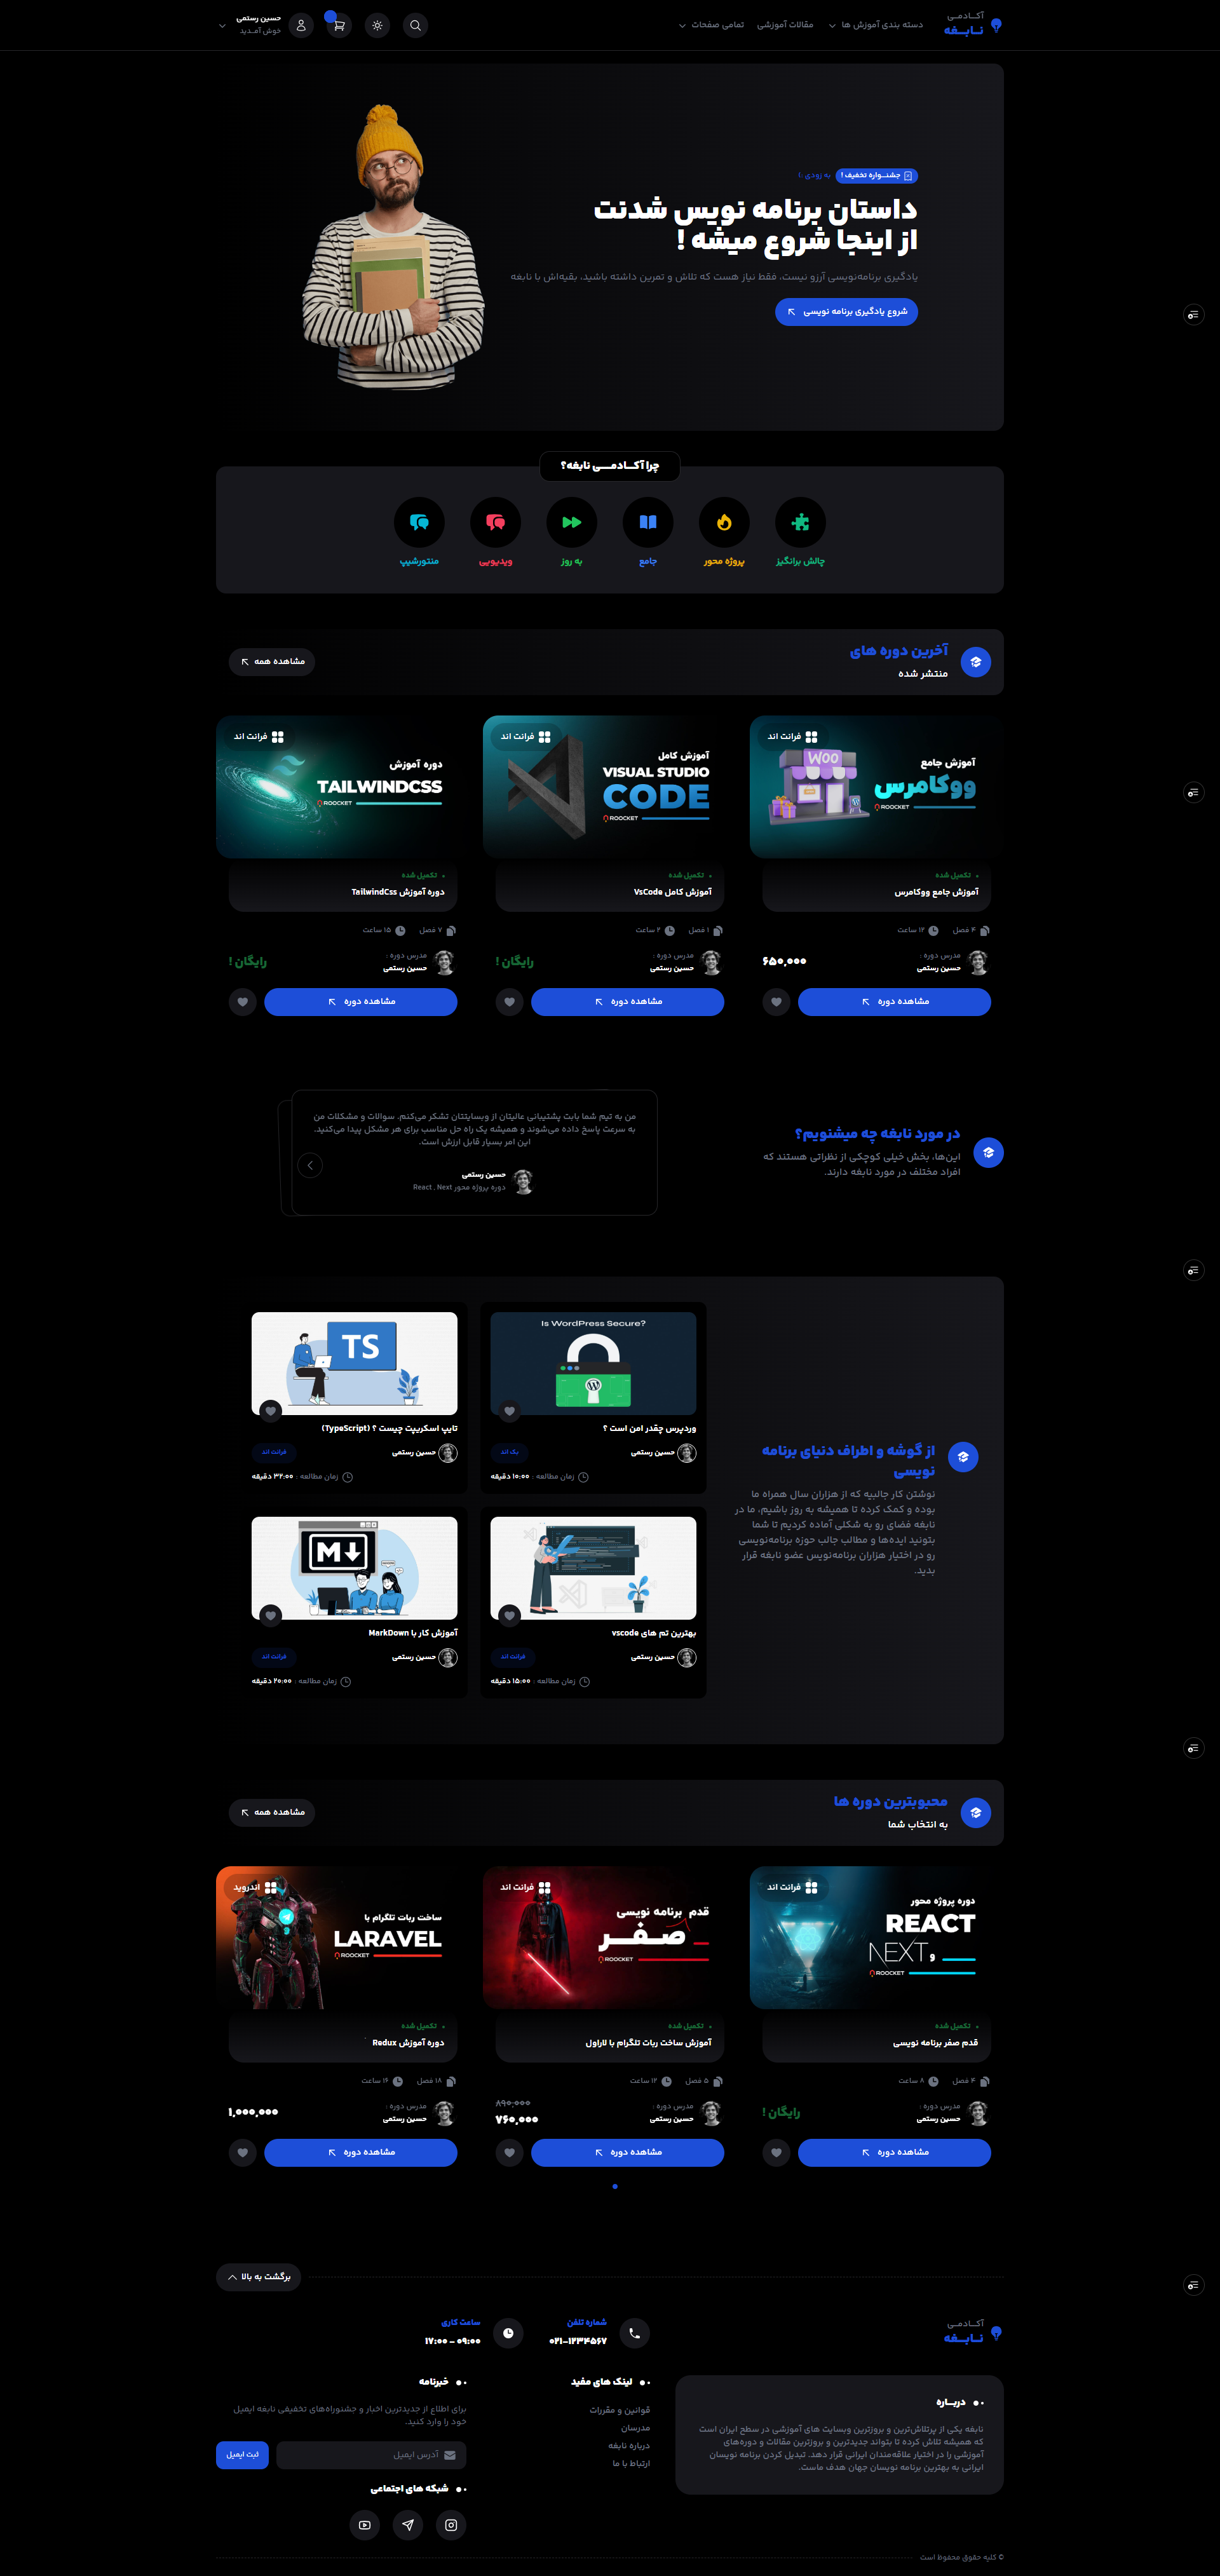 آکـــادمـــی
نـــابـــغه
دسته بندی آموزش ها
مقالات آموزشی
تمامی صفحات
حسین رستمی
خوش آمـــدید
جشنـــواره تخفیف !
به زودی :)
داستان برنامه نویس شدنت
از اینجا شروع میشه !
یادگیری برنامه‌نویسی آرزو نیست، فقط نیاز هست که تلاش و تمرین داشته باشید، بقیه‌اش با نابغه
شروع یادگیری برنامه نویسی
چرا آکـــادمـــی نابغه؟
چالش برانگیز
پروژه محور
جامع
به روز
ویدیویی
منتورشیپ
آخرین دوره های
منتشر شده
مشاهده همه
فرانت اند
آموزش جامع
ووکامرس
WOO
ROOCKET
تکمیل شده
آموزش جامع ووکامرس
۴ فصل
۱۲ ساعت
مدرس دوره :
حسین رستمی
۶۵۰,۰۰۰
مشاهده دوره
فرانت اند
آموزش کامل
VISUAL STUDIO
CODE
ROOCKET
تکمیل شده
آموزش کامل VsCode
۱ فصل
۲ ساعت
مدرس دوره :
حسین رستمی
رایگان !
مشاهده دوره
فرانت اند
دوره آموزش
TAILWINDCSS
ROOCKET
تکمیل شده
دوره آموزش TailwindCss
۷ فصل
۱۵ ساعت
مدرس دوره :
حسین رستمی
رایگان !
مشاهده دوره
در مورد نابغه چه میشنویم؟
این‌ها، بخش خیلی کوچکی از نظراتی هستند که
افراد مختلف در مورد نابغه دارند.
من به تیم شما بابت پشتیبانی عالیتان از وبسایتتان تشکر می‌کنم. سوالات و مشکلات من
به سرعت پاسخ داده می‌شوند و همیشه یک راه حل مناسب برای هر مشکل پیدا می‌کنید.
این امر بسیار قابل ارزش است.
حسین رستمی
دوره پروژه محور React , Next
از گوشه و اطراف دنیای برنامه
نویسی
نوشتن کار جالبیه که از هزاران سال همراه ما
بوده و کمک کرده تا همیشه به روز باشیم، ما در
نابغه فضای رو به شکلی آماده کردیم تا شما
بتونید ایده‌ها و مطالب جالب حوزه برنامه‌نویسی
رو در اختیار هزاران برنامه‌نویس عضو نابغه قرار
بدید.
Is WordPress Secure?
وردپرس چقدر امن است ؟
حسین رستمی
بک اند
زمان مطالعه : ۱۰:۰۰ دقیقه
TS
تایپ اسکریپت چیست ؟ (TypeScript)
حسین رستمی
فرانت اند
زمان مطالعه : ۳۲:۰۰ دقیقه
بهترین تم های vscode
حسین رستمی
فرانت اند
زمان مطالعه : ۱۵:۰۰ دقیقه
آموزش کار با MarkDown
حسین رستمی
فرانت اند
زمان مطالعه : ۲۰:۰۰ دقیقه
محبوبترین دوره ها
به انتخاب شما
مشاهده همه
فرانت اند
دوره پروژه محور
REACT
و NEXT
ROOCKET
تکمیل شده
قدم صفر برنامه نویسی
۴ فصل
۸ ساعت
مدرس دوره :
حسین رستمی
رایگان !
مشاهده دوره
فرانت اند
قدم برنامه نویسی
صـفـر
ROOCKET
تکمیل شده
آموزش ساخت ربات تلگرام با لاراول
۵ فصل
۱۲ ساعت
مدرس دوره :
حسین رستمی
۸۹۰,۰۰۰
۷۶۰,۰۰۰
مشاهده دوره
اندروید
ساخت ربات تلگرام با
LARAVEL
ROOCKET
تکمیل شده
دوره آموزش Redux
۱۸ فصل
۱۶ ساعت
مدرس دوره :
حسین رستمی
۱,۰۰۰,۰۰۰
مشاهده دوره
برگشت به بالا
آکـــادمـــی
نـــابـــغه
شماره تلفن
۰۲۱-۱۲۳۴۵۶۷
ساعت کاری
۰۹:۰۰ - ۱۷:۰۰
دربـــاره
نابغه یکی از پرتلاش‌ترین و بروزترین وبسایت های آموزشی در سطح ایران است
که همیشه تلاش کرده تا بتواند جدیدترین و بروزترین مقالات و دوره‌های
آموزشی را در اختیار علاقه‌مندان ایرانی قرار دهد. تبدیل کردن برنامه نویسان
ایرانی به بهترین برنامه نویسان جهان هدف ماست.
لینک های مفید
قوانین و مقررات
مدرسان
درباره نابغه
ارتباط با ما
خبرنامه
برای اطلاع از جدیدترین اخبار و جشنوراه‌های تخفیفی نابغه ایمیل
خود را وارد کنید.
آدرس ایمیل
ثبت ایمیل
شبکه های اجتماعی
© کلیه حقوق محفوظ است